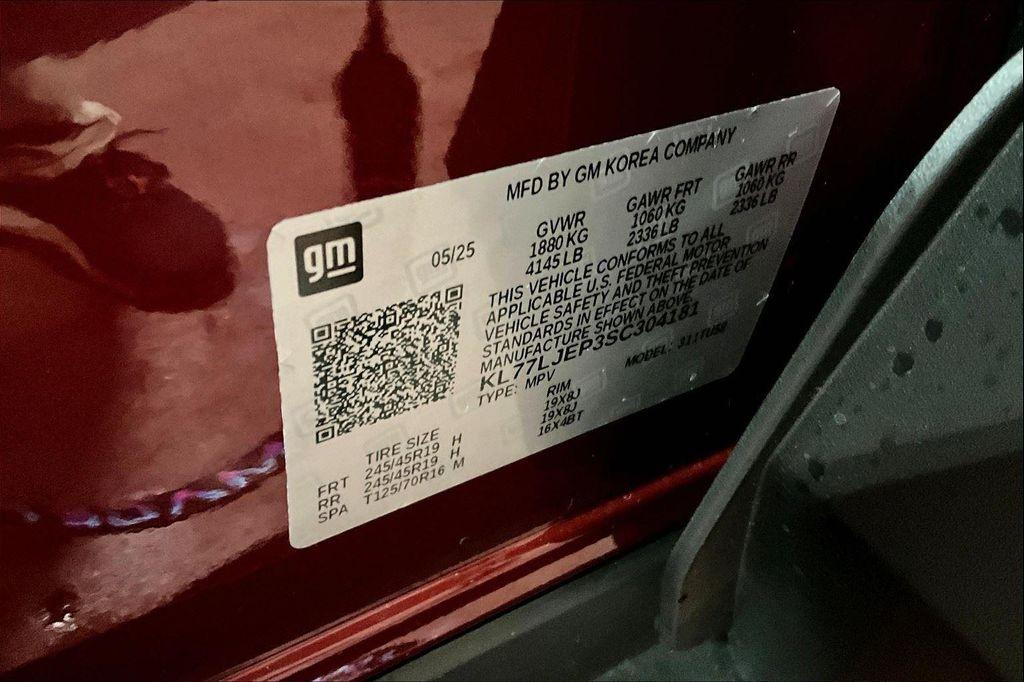 MFD BY GM KOREA COMPANY
gm
05/25
GVWR GAWR FRT GAWR RR
1880 KG 1060 KG 1060 KG
4145 LB 2336 LB 2336 LB
THIS VEHICLE CONFORMS TO ALL
APPLICABLE U.S. FEDERAL MOTOR
VEHICLE SAFETY AND THEFT PREVENTION
STANDARDS IN EFFECT ON THE DATE OF
MANUFACTURE SHOWN ABOVE.
KL77LJEP3SC304181
TYPE: MPV MODEL: 311TU58
TIRE SIZE RIM
FRT 245/45R19 H 19X8J
RR 245/45R19 H 19X8J
SPA T125/70R16 M 16X4BT